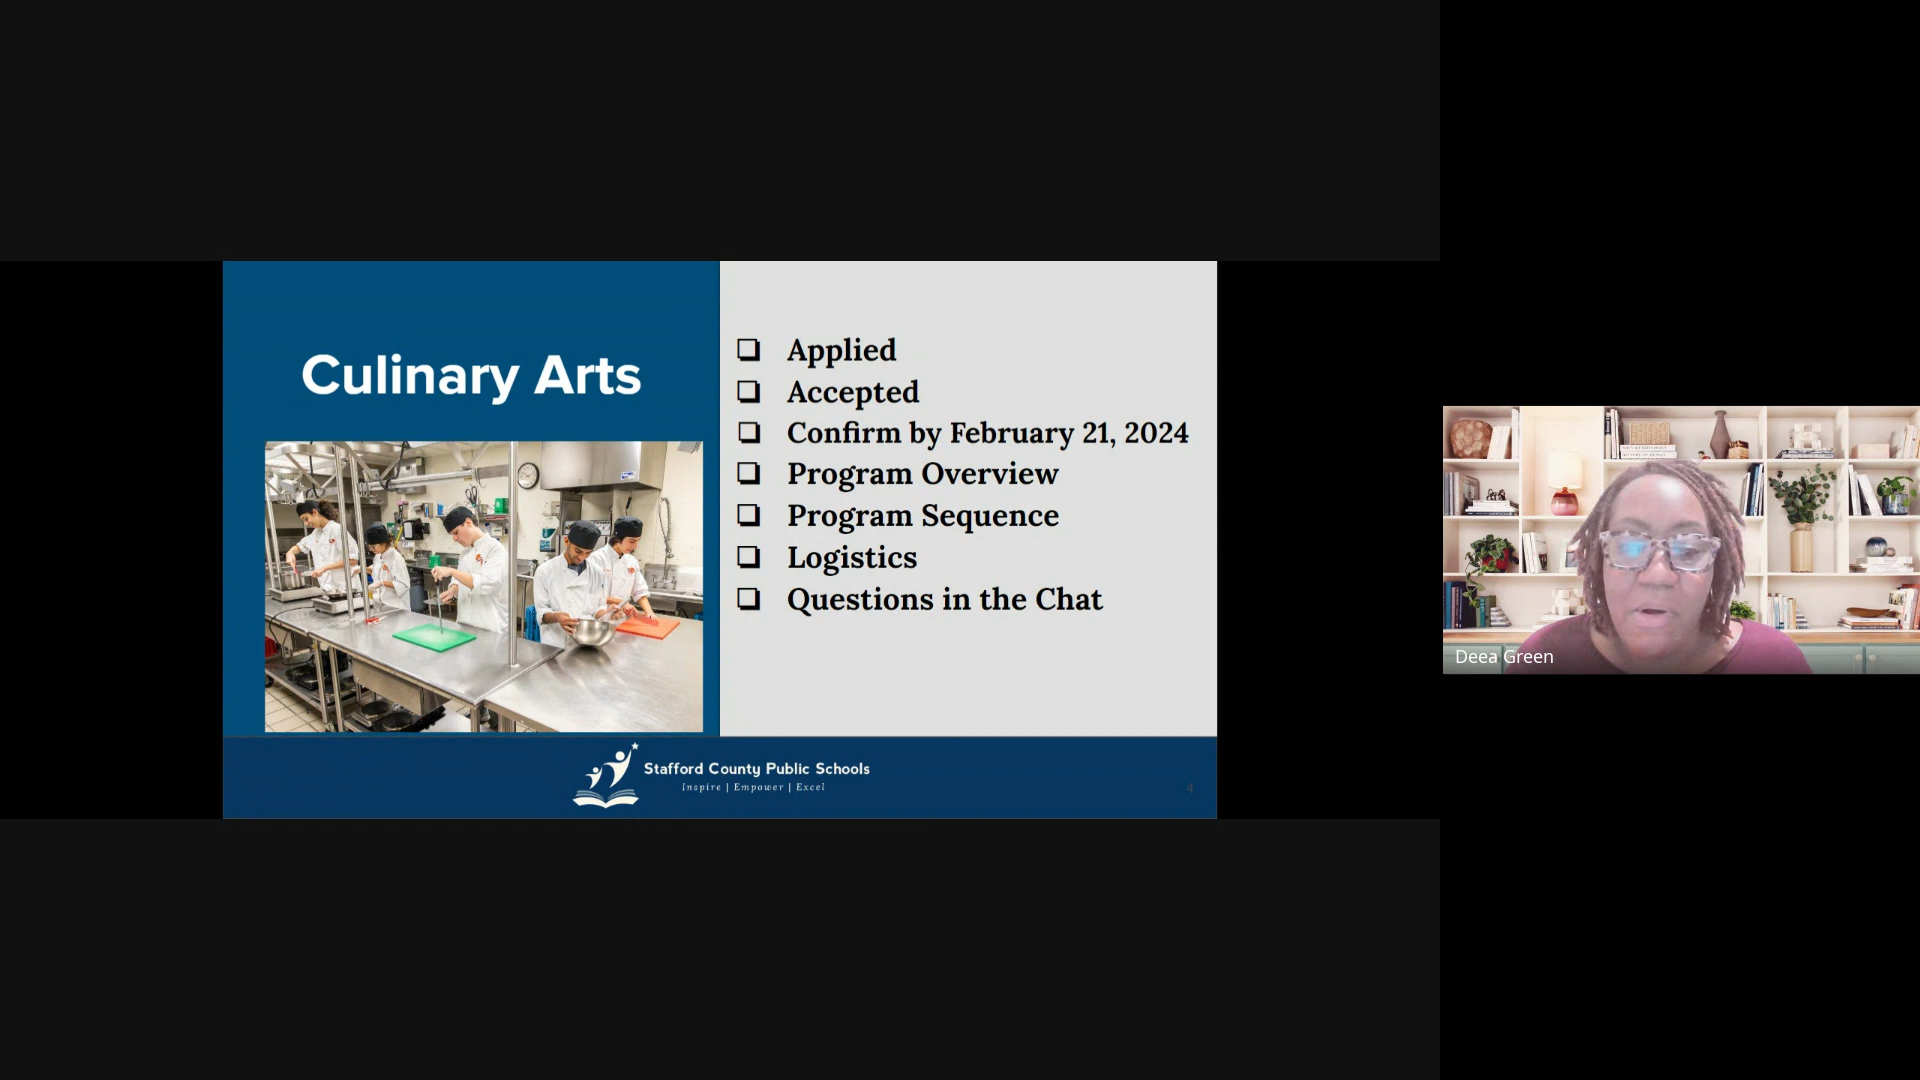 Culinary Arts
Applied
Accepted
Confirm by February 21, 2024
Program Overview
Program Sequence
Logistics
Questions in the Chat
Stafford County Public Schools
Inspire | Empower | Excel
4
Deea Green